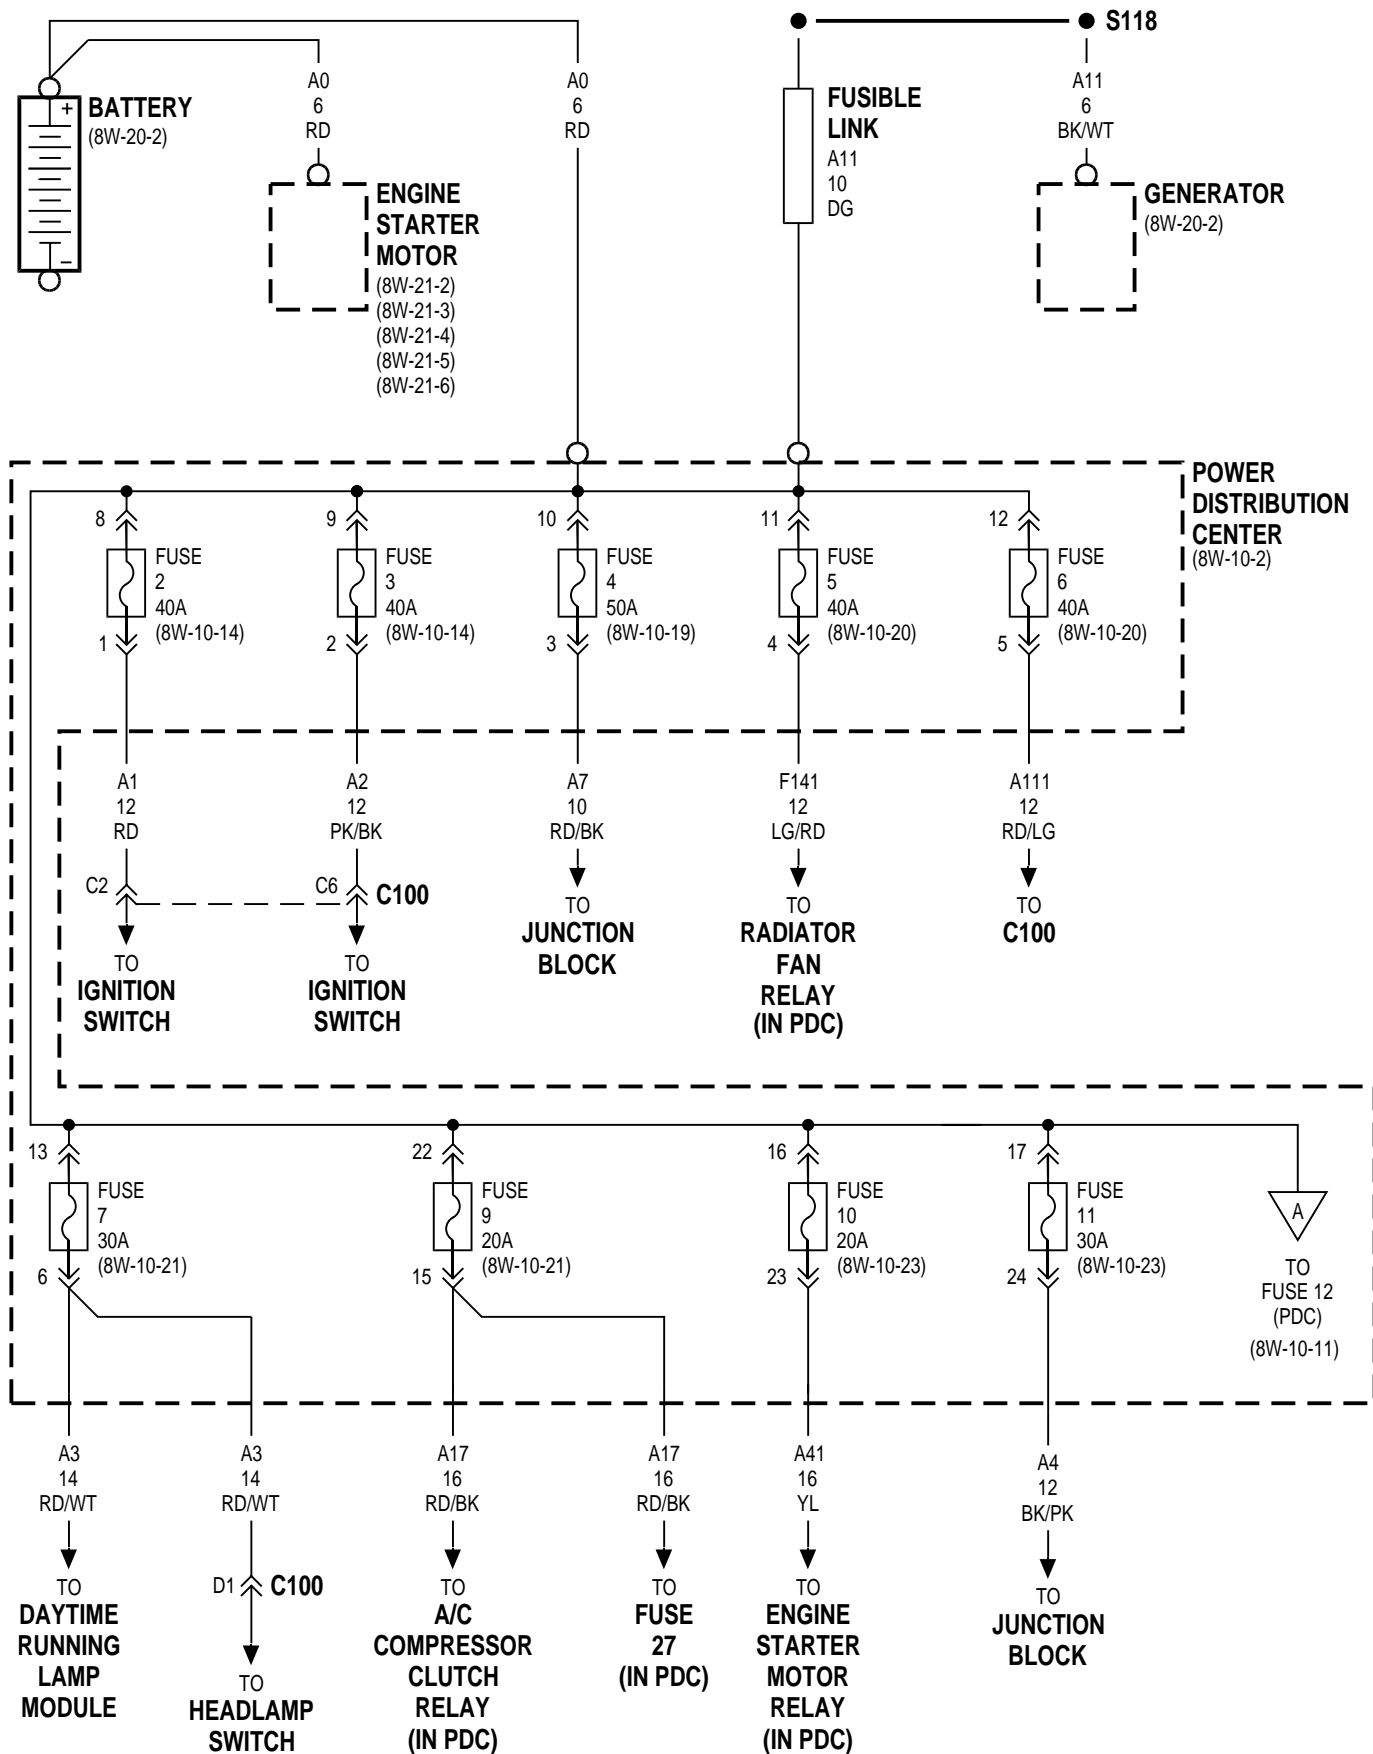 S118
A0
6
RD
A0
6
RD
A11
6
BK/WT
+
−
BATTERY
(8W-20-2)
FUSIBLE
LINK
A11
10
DG
ENGINE
STARTER
MOTOR
(8W-21-2)
(8W-21-3)
(8W-21-4)
(8W-21-5)
(8W-21-6)
GENERATOR
(8W-20-2)
POWER
DISTRIBUTION
CENTER
(8W-10-2)
8
FUSE
2
40A
(8W-10-14)
1
9
FUSE
3
40A
(8W-10-14)
2
10
FUSE
4
50A
(8W-10-19)
3
11
FUSE
5
40A
(8W-10-20)
4
12
FUSE
6
40A
(8W-10-20)
5
A1
12
RD
C2
TO
IGNITION
SWITCH
A2
12
PK/BK
C6
C100
TO
IGNITION
SWITCH
A7
10
RD/BK
TO
JUNCTION
BLOCK
F141
12
LG/RD
TO
RADIATOR
FAN
RELAY
(IN PDC)
A111
12
RD/LG
TO
C100
13
FUSE
7
30A
(8W-10-21)
6
22
FUSE
9
20A
(8W-10-21)
15
16
FUSE
10
20A
(8W-10-23)
23
17
FUSE
11
30A
(8W-10-23)
24
A
TO
FUSE 12
(PDC)
(8W-10-11)
A3
14
RD/WT
TO
DAYTIME
RUNNING
LAMP
MODULE
A3
14
RD/WT
D1
C100
TO
HEADLAMP
SWITCH
A17
16
RD/BK
TO
A/C
COMPRESSOR
CLUTCH
RELAY
(IN PDC)
A17
16
RD/BK
TO
FUSE
27
(IN PDC)
A41
16
YL
TO
ENGINE
STARTER
MOTOR
RELAY
(IN PDC)
A4
12
BK/PK
TO
JUNCTION
BLOCK